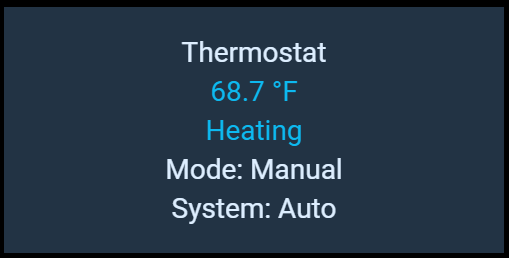 Thermostat
68.7 °F
Heating
Mode: Manual
System: Auto